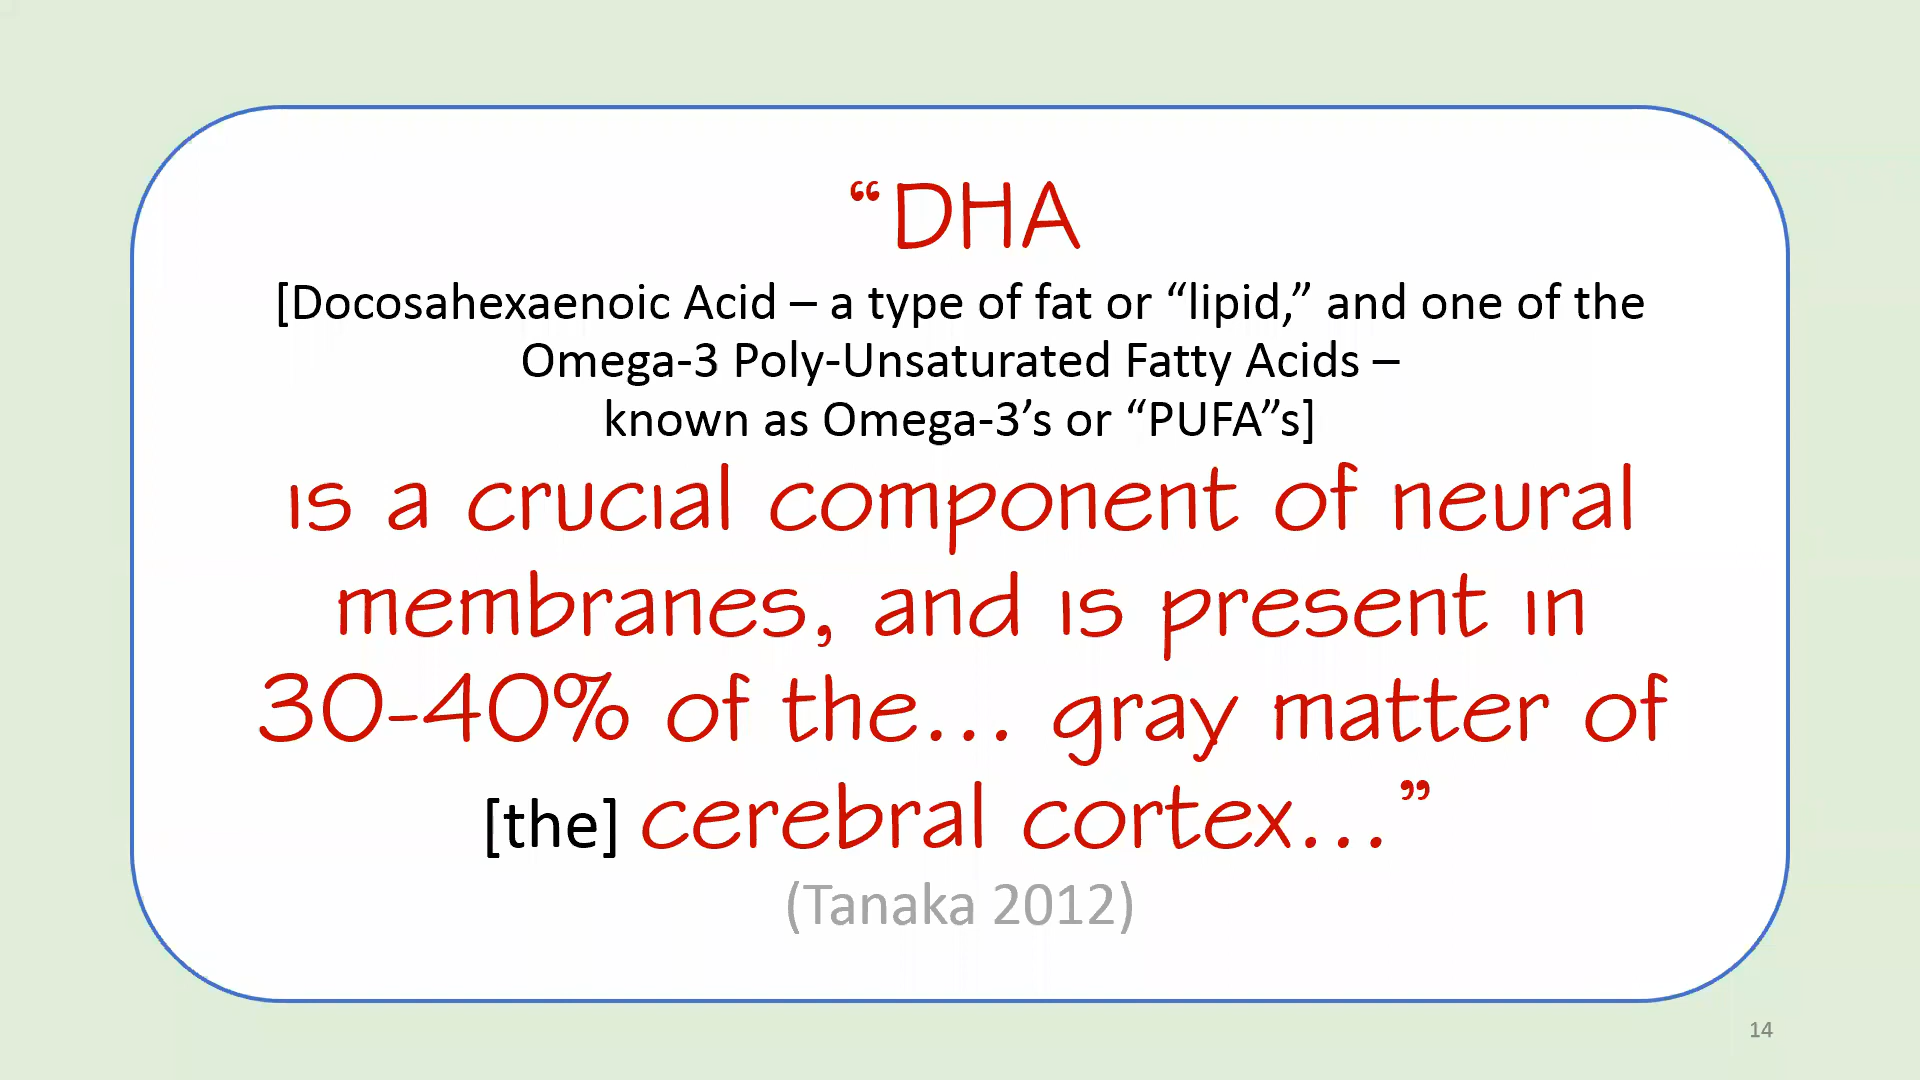 “DHA
[Docosahexaenoic Acid – a type of fat or “lipid,” and one of the
Omega-3 Poly-Unsaturated Fatty Acids –
known as Omega-3’s or “PUFA”s]
is a crucial component of neural
membranes, and is present in
30-40% of the... gray matter of
[the] cerebral cortex...”
(Tanaka 2012)
14